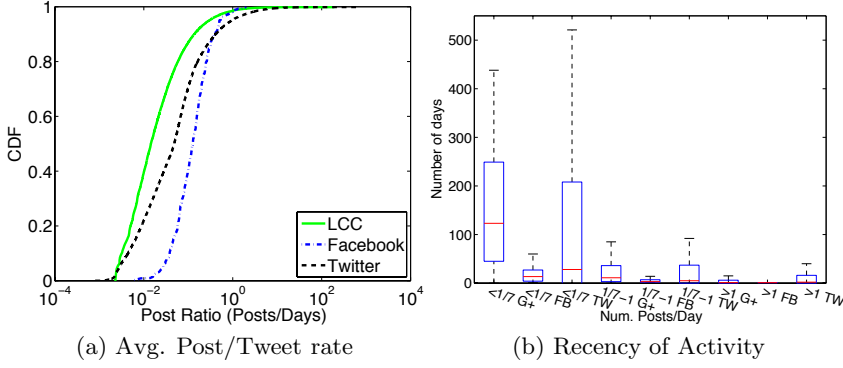 1
0.8
0.6
0.4
0.2
0
CDF
10^-4
10^-2
10^0
10^2
10^4
Post Ratio (Posts/Days)
LCC
Facebook
Twitter
(a) Avg. Post/Tweet rate
500
400
300
200
100
0
Number of days
<1/7 G+
<1/7 FB
<1/7 TW
1/7-1 G+
1/7-1 FB
1/7-1 TW
>1 G+
>1 FB
>1 TW
Num. Posts/Day
(b) Recency of Activity